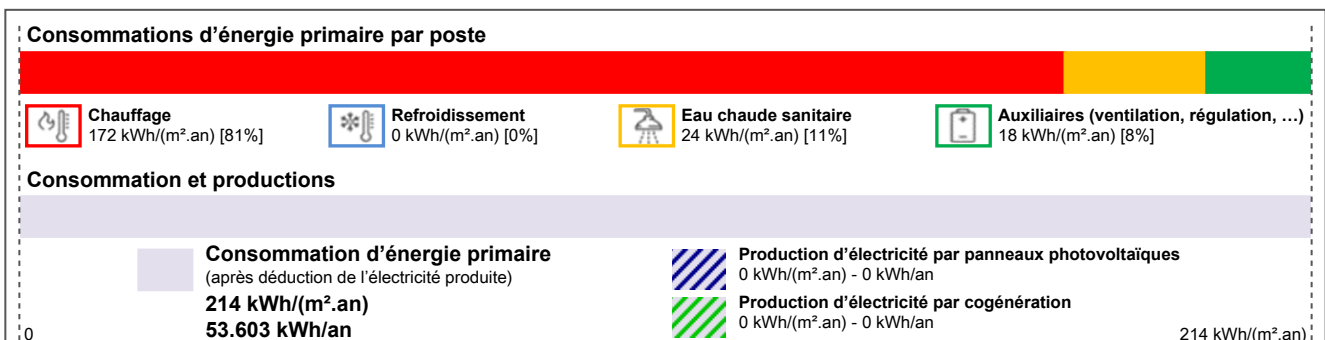 Consommations d'énergie primaire par poste
Chauffage
172 kWh/(m².an) [81%]
Refroidissement
0 kWh/(m².an) [0%]
Eau chaude sanitaire
24 kWh/(m².an) [11%]
Auxiliaires (ventilation, régulation, …)
18 kWh/(m².an) [8%]
Consommation et productions
Consommation d'énergie primaire
(après déduction de l'électricité produite)
214 kWh/(m².an)
53.603 kWh/an
Production d'électricité par panneaux photovoltaïques
0 kWh/(m².an) - 0 kWh/an
Production d'électricité par cogénération
0 kWh/(m².an) - 0 kWh/an
0
214 kWh/(m².an)